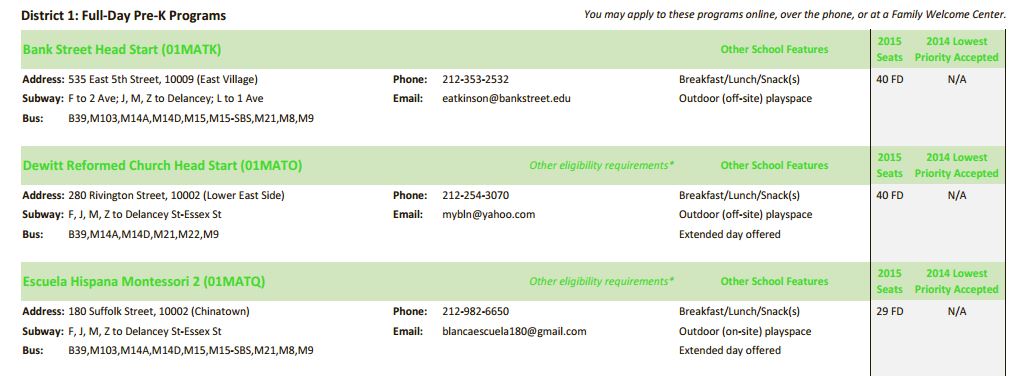 District 1: Full-Day Pre-K Programs You may apply to these programs online, over the phone, or at a Family Welcome Center.
Bank Street Head Start (01MATK) Other School Features 2015 Seats 2014 Lowest Priority Accepted
Address: 535 East 5th Street, 10009 (East Village) Phone: 212-353-2532 Breakfast/Lunch/Snack(s) 40 FD N/A
Subway: F to 2 Ave; J, M, Z to Delancey; L to 1 Ave Email: eatkinson@bankstreet.edu Outdoor (off-site) playspace
Bus: B39,M103,M14A,M14D,M15,M15-SBS,M21,M8,M9
Dewitt Reformed Church Head Start (01MATO) Other eligibility requirements* Other School Features 2015 Seats 2014 Lowest Priority Accepted
Address: 280 Rivington Street, 10002 (Lower East Side) Phone: 212-254-3070 Breakfast/Lunch/Snack(s) 40 FD N/A
Subway: F, J, M, Z to Delancey St-Essex St Email: mybln@yahoo.com Outdoor (off-site) playspace
Bus: B39,M14A,M14D,M21,M22,M9 Extended day offered
Escuela Hispana Montessori 2 (01MATQ) Other eligibility requirements* Other School Features 2015 Seats 2014 Lowest Priority Accepted
Address: 180 Suffolk Street, 10002 (Chinatown) Phone: 212-982-6650 Breakfast/Lunch/Snack(s) 29 FD N/A
Subway: F, J, M, Z to Delancey St-Essex St Email: blancaescuela180@gmail.com Outdoor (on-site) playspace
Bus: B39,M103,M14A,M14D,M15,M15-SBS,M21,M8,M9 Extended day offered